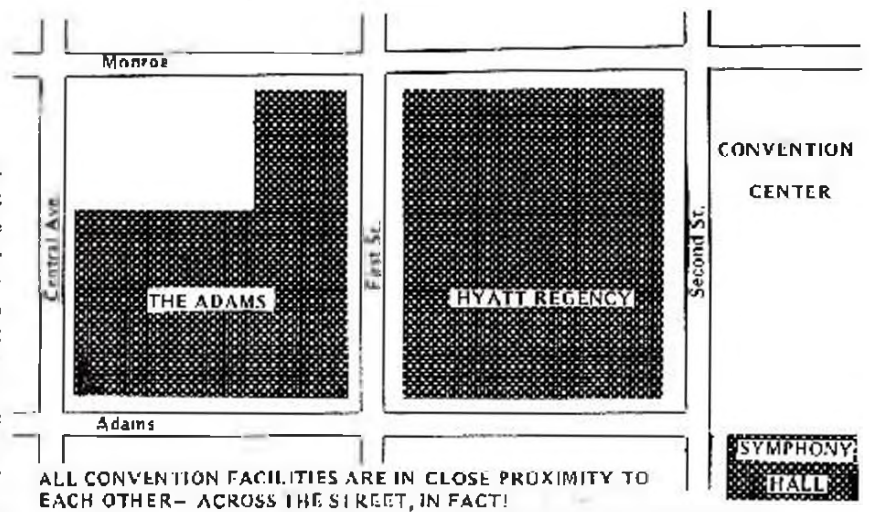 Monroe
CONVENTION
CENTER
Central Ave.
First St.
Second St.
THE ADAMS
HYATT REGENCY
Adams
SYMPHONY
HALL
ALL CONVENTION FACILITIES ARE IN CLOSE PROXIMITY TO
EACH OTHER— ACROSS THE STREET, IN FACT!